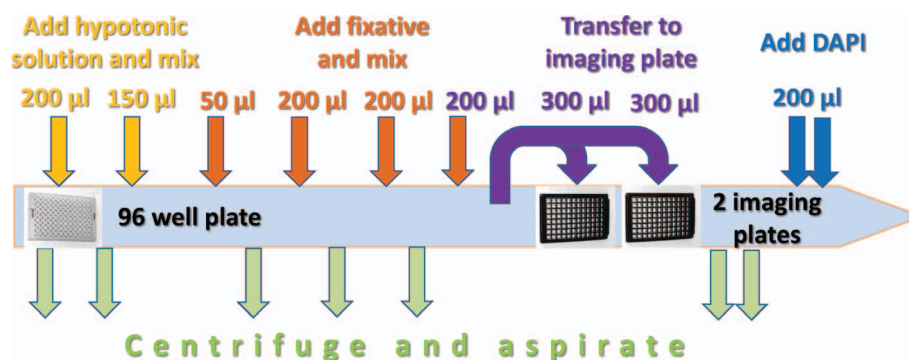 Add hypotonic
solution and mix
200 µl 150 µl
Add fixative
and mix
50 µl 200 µl 200 µl 200 µl
Transfer to
imaging plate
300 µl 300 µl
Add DAPI
200 µl
96 well plate
2 imaging
plates
Centrifuge and aspirate